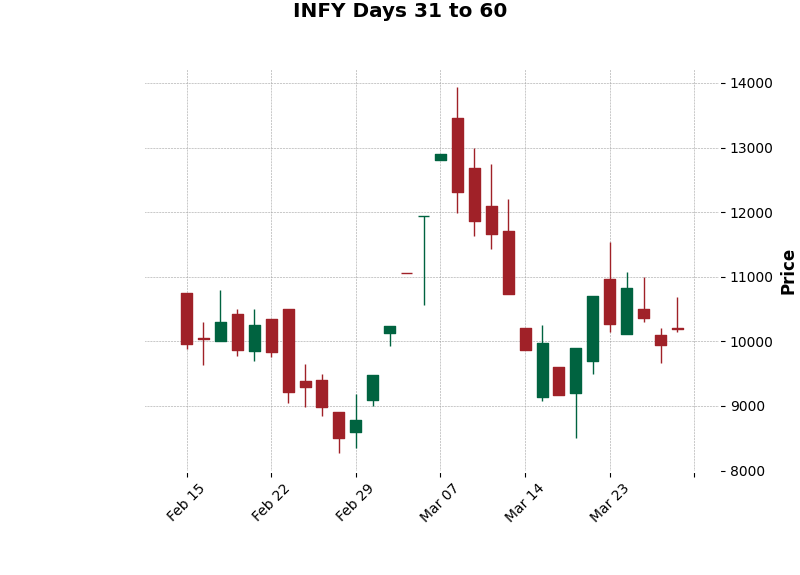 INFY Days 31 to 60
14000
13000
12000
11000
10000
9000
8000
Price
Feb 15
Feb 22
Feb 29
Mar 07
Mar 14
Mar 23